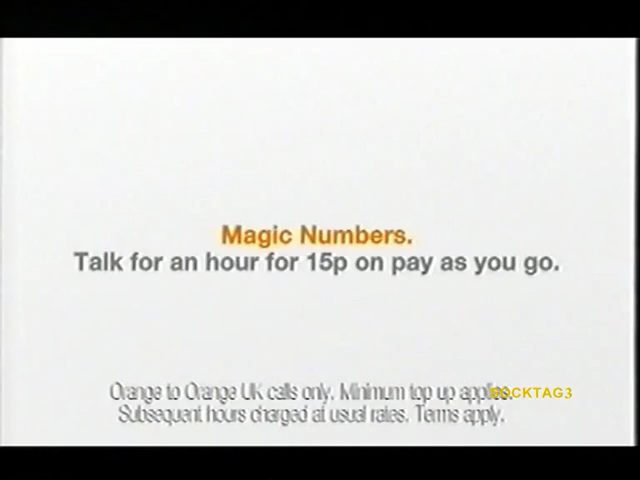 Magic Numbers.
Talk for an hour for 15p on pay as you go.
Orange to Orange UK calls only. Minimum top up applies.
ROCKTAG3
Subsequent hours charged at usual rates. Terms apply.